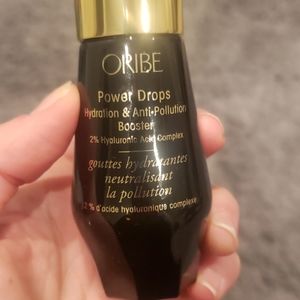 ORIBE
Power Drops
Hydration & Anti-Pollution
Booster
2% Hyaluronic Acid Complex
gouttes hydratantes
neutralisant
la pollution
2 % d'acide hyaluronique complexe